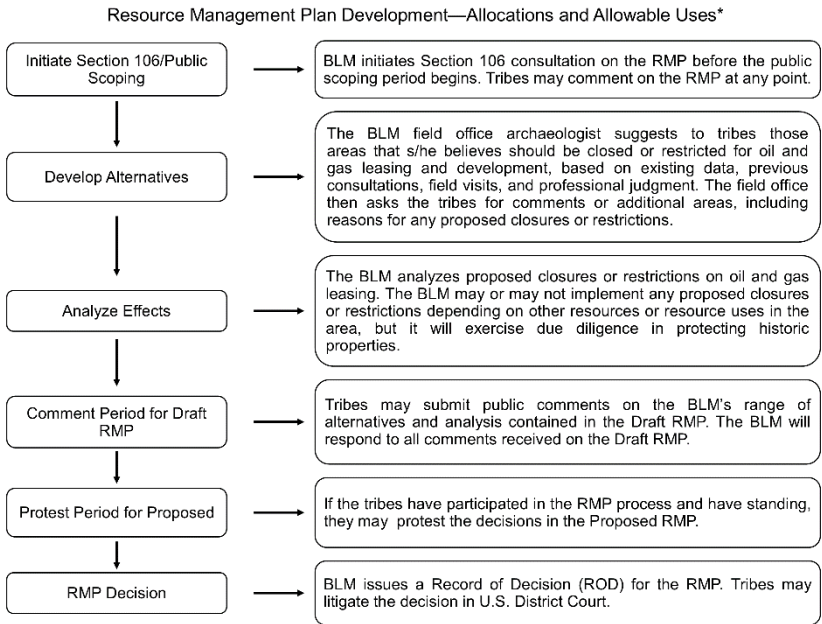 Resource Management Plan Development—Allocations and Allowable Uses*
Initiate Section 106/Public
Scoping
BLM initiates Section 106 consultation on the RMP before the public
scoping period begins. Tribes may comment on the RMP at any point.
Develop Alternatives
The BLM field office archaeologist suggests to tribes those
areas that s/he believes should be closed or restricted for oil and
gas leasing and development, based on existing data, previous
consultations, field visits, and professional judgment. The field office
then asks the tribes for comments or additional areas, including
reasons for any proposed closures or restrictions.
Analyze Effects
The BLM analyzes proposed closures or restrictions on oil and gas
leasing. The BLM may or may not implement any proposed closures
or restrictions depending on other resources or resource uses in the
area, but it will exercise due diligence in protecting historic
properties.
Comment Period for Draft
RMP
Tribes may submit public comments on the BLM's range of
alternatives and analysis contained in the Draft RMP. The BLM will
respond to all comments received on the Draft RMP.
Protest Period for Proposed
If the tribes have participated in the RMP process and have standing,
they may protest the decisions in the Proposed RMP.
RMP Decision
BLM issues a Record of Decision (ROD) for the RMP. Tribes may
litigate the decision in U.S. District Court.